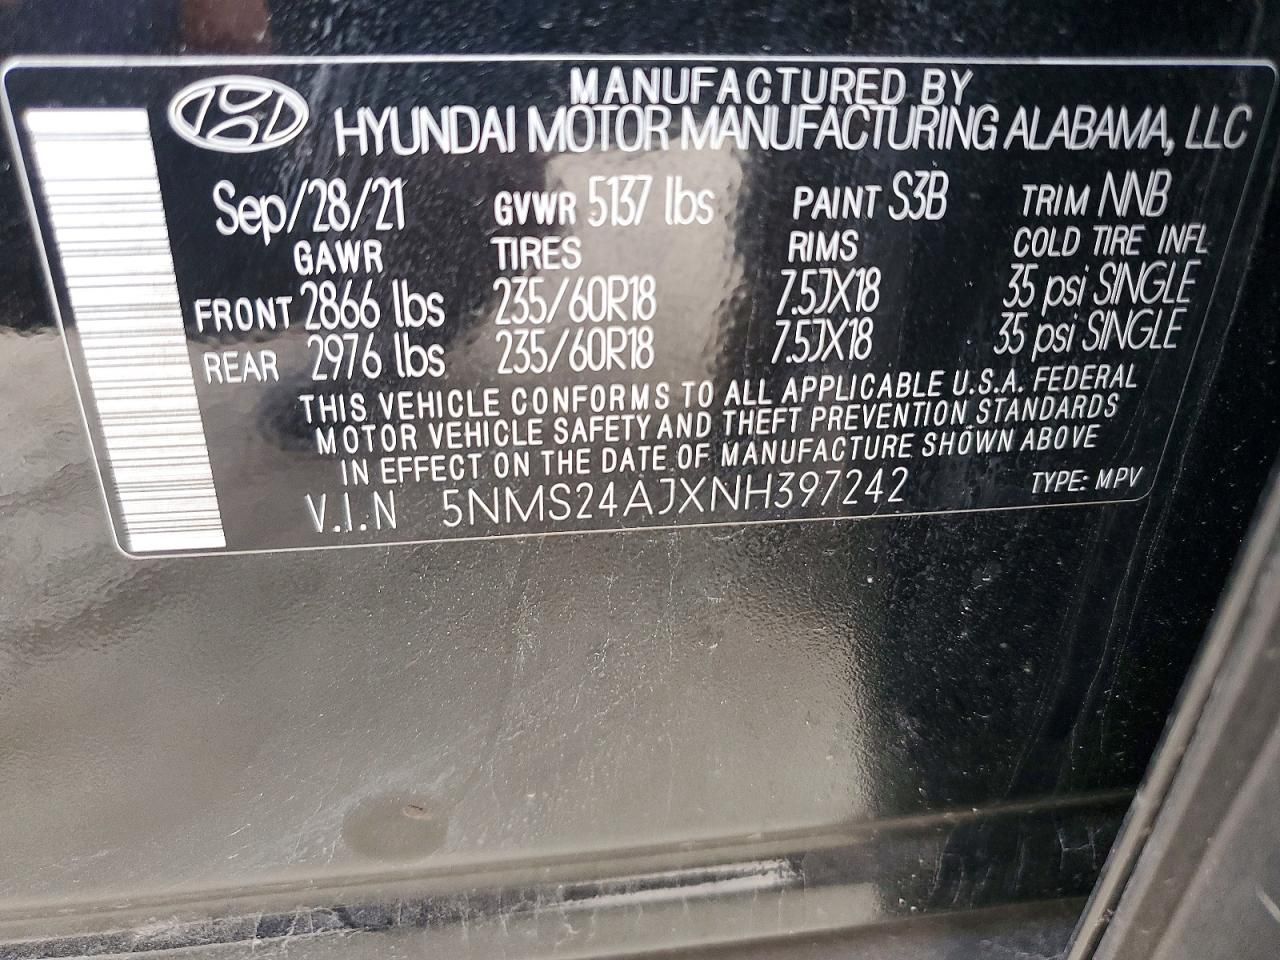 MANUFACTURED BY
HYUNDAI MOTOR MANUFACTURING ALABAMA, LLC
Sep/28/21 GVWR 5137 lbs PAINT S3B TRIM NNB
GAWR TIRES RIMS COLD TIRE INFL
FRONT 2866 lbs 235/60R18 7.5JX18 35 psi SINGLE
REAR 2976 lbs 235/60R18 7.5JX18 35 psi SINGLE
THIS VEHICLE CONFORMS TO ALL APPLICABLE U.S.A. FEDERAL
MOTOR VEHICLE SAFETY AND THEFT PREVENTION STANDARDS
IN EFFECT ON THE DATE OF MANUFACTURE SHOWN ABOVE
V.I.N 5NMS24AJXNH397242 TYPE: MPV